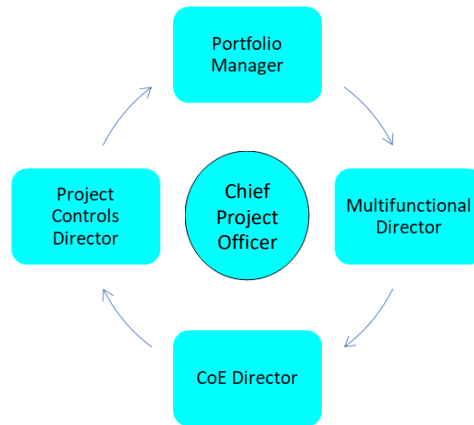 Portfolio
Manager
Project
Controls
Director
Chief
Project
Officer
Multifunctional
Director
CoE Director